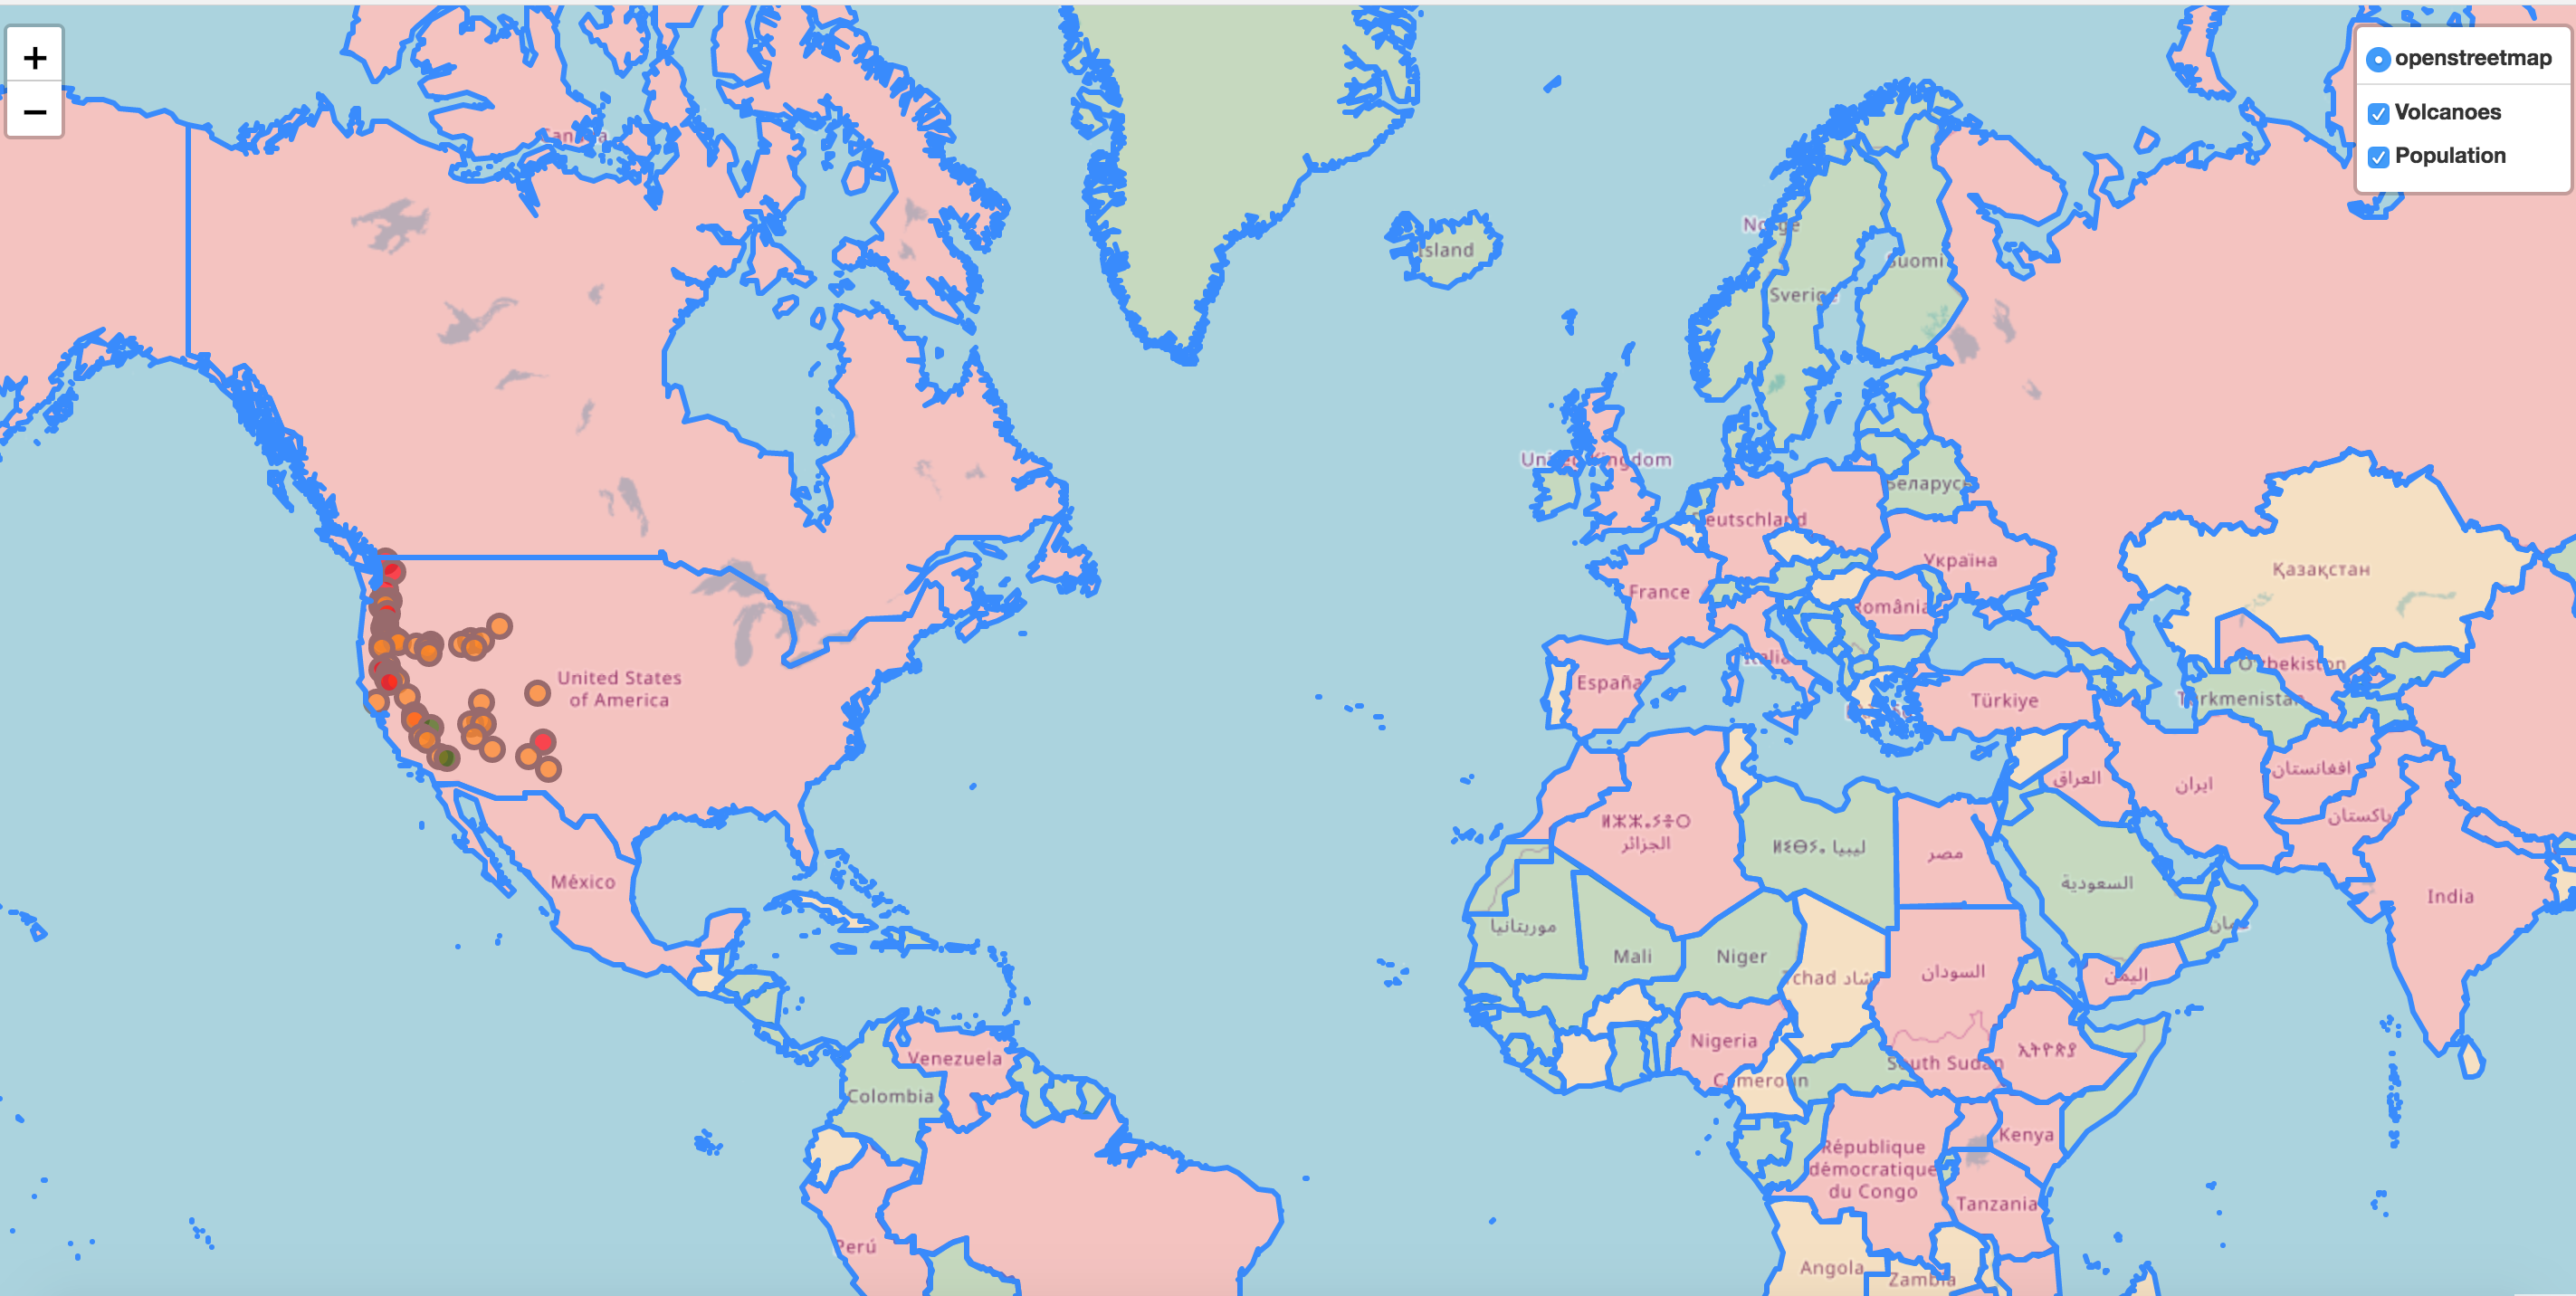 +
−
openstreetmap
Volcanoes
Population
Canada
Island
Norge
Suomi
Sverige
United Kingdom
Беларусь
Deutschland
Україна
Қазақстан
France
România
Italia
O'zbekiston
España
Türkiye
Türkmenistan
United States
of America
العراق
ایران
افغانستان
پاکستان
ⵍⵣⵣⴰⵢⴻⵔ
الجزائر
ⵍⵉⴱⵢⴰ ليبيا
مصر
السعودية
India
México
موريتانيا
عمان
Mali
Niger
Tchad تشاد
السودان
اليمن
Venezuela
Nigeria
ኢትዮጵያ
South Sudan
Cameroun
Colombia
Kenya
République
démocratique
du Congo
Tanzania
Perú
Angola
Zambia